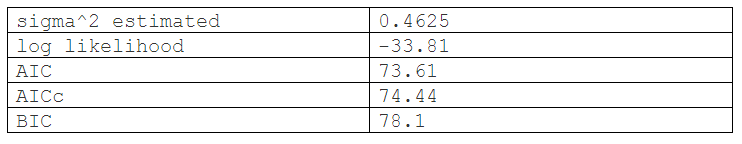 sigma^2 estimated 0.4625
log likelihood -33.81
AIC 73.61
AICc 74.44
BIC 78.1